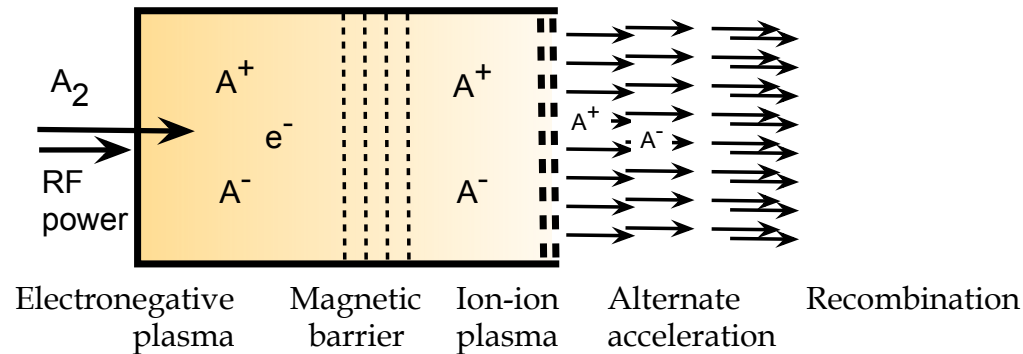 A₂
RF
power
A⁺
e⁻
A⁻
A⁺
A⁻
A⁺
A⁻
Electronegative
plasma
Magnetic
barrier
Ion-ion
plasma
Alternate
acceleration
Recombination